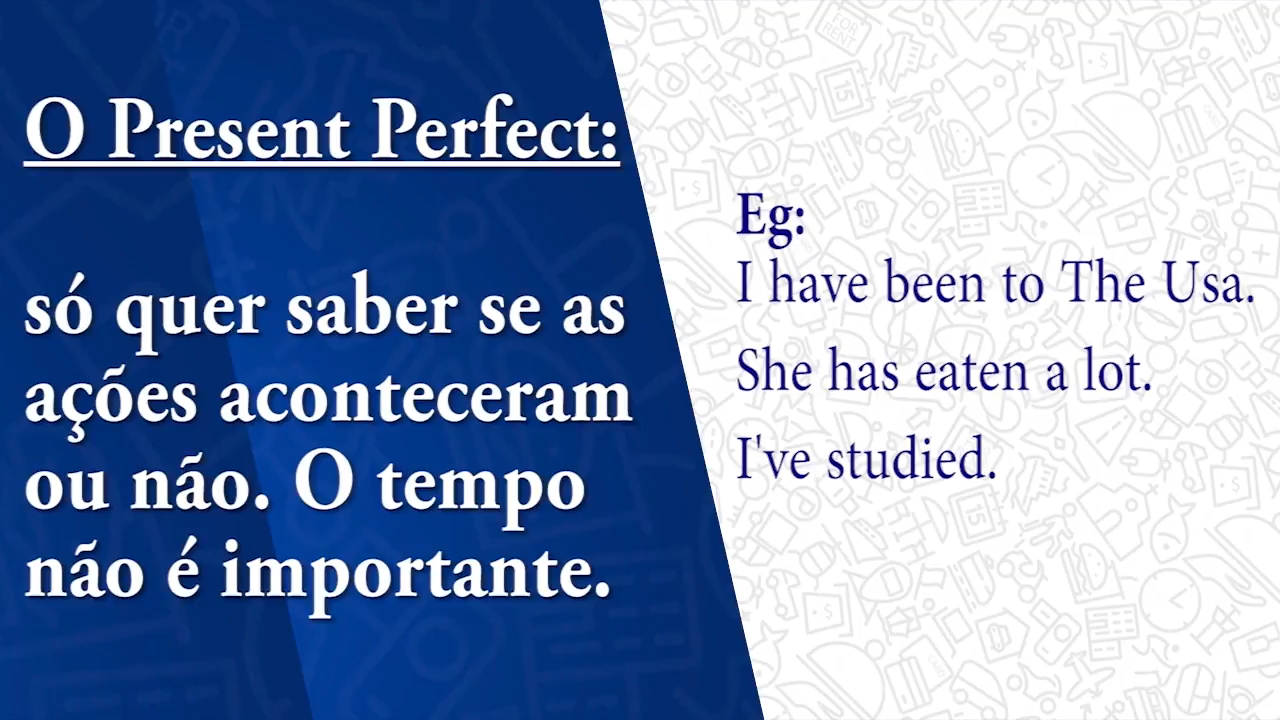 O Present Perfect:
só quer saber se as
ações aconteceram
ou não. O tempo
não é importante.
Eg:
I have been to The Usa.
She has eaten a lot.
I've studied.